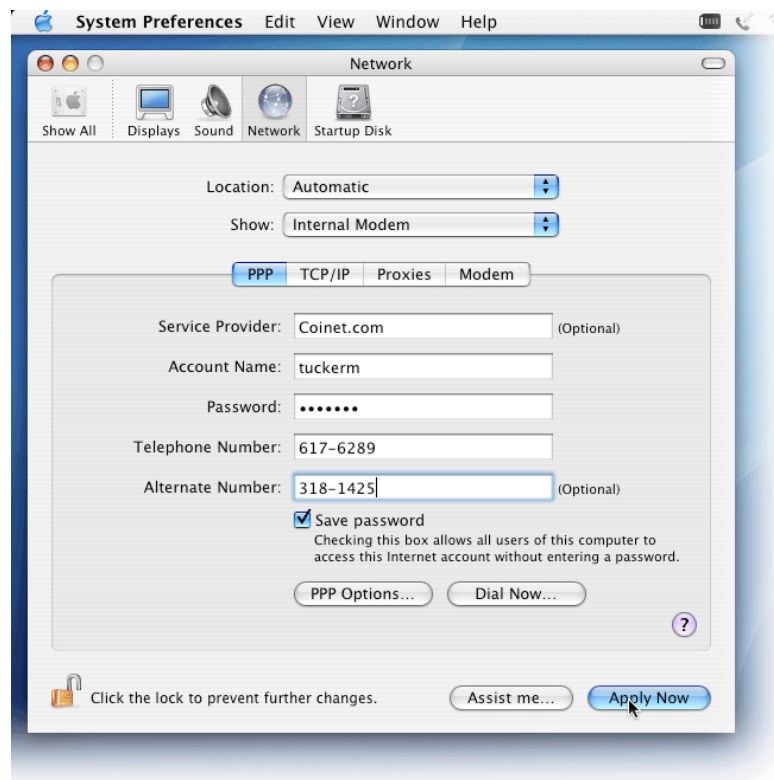 System Preferences Edit View Window Help
Network
Show All Displays Sound Network Startup Disk
Location: Automatic
Show: Internal Modem
PPP TCP/IP Proxies Modem
Service Provider: Coinet.com (Optional)
Account Name: tuckerm
Password: •••••••
Telephone Number: 617-6289
Alternate Number: 318-1425 (Optional)
Save password
Checking this box allows all users of this computer to
access this Internet account without entering a password.
PPP Options... Dial Now...
?
Click the lock to prevent further changes. Assist me... Apply Now